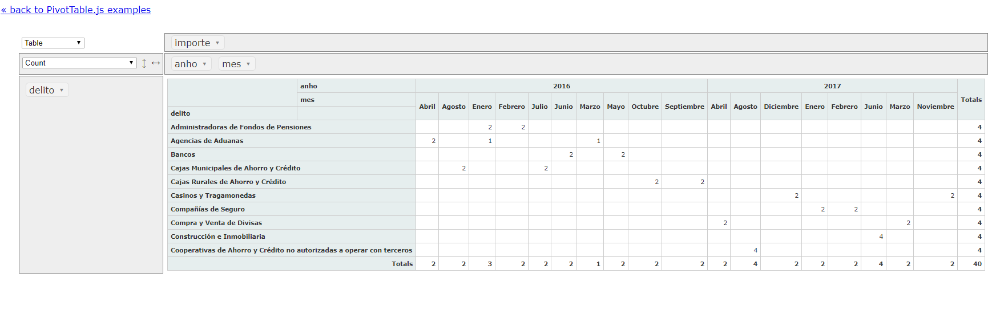 « back to PivotTable.js examples
Table ▼ importe ▼
Count ▼ ↕ ↔ anho ▼ mes ▼
delito ▼
anho 2016 2017 Totals
mes Abril Agosto Enero Febrero Julio Junio Marzo Mayo Octubre Septiembre Abril Agosto Diciembre Enero Febrero Junio Marzo Noviembre
delito
Administradoras de Fondos de Pensiones 2 2 4
Agencias de Aduanas 2 1 1 4
Bancos 2 2 4
Cajas Municipales de Ahorro y Crédito 2 2 4
Cajas Rurales de Ahorro y Crédito 2 2 4
Casinos y Tragamonedas 2 2 4
Compañías de Seguro 2 2 4
Compra y Venta de Divisas 2 2 4
Construcción e Inmobiliaria 4 4
Cooperativas de Ahorro y Crédito no autorizadas a operar con terceros 4 4
Totals 2 2 3 2 2 2 1 2 2 2 2 4 2 2 2 4 2 2 40